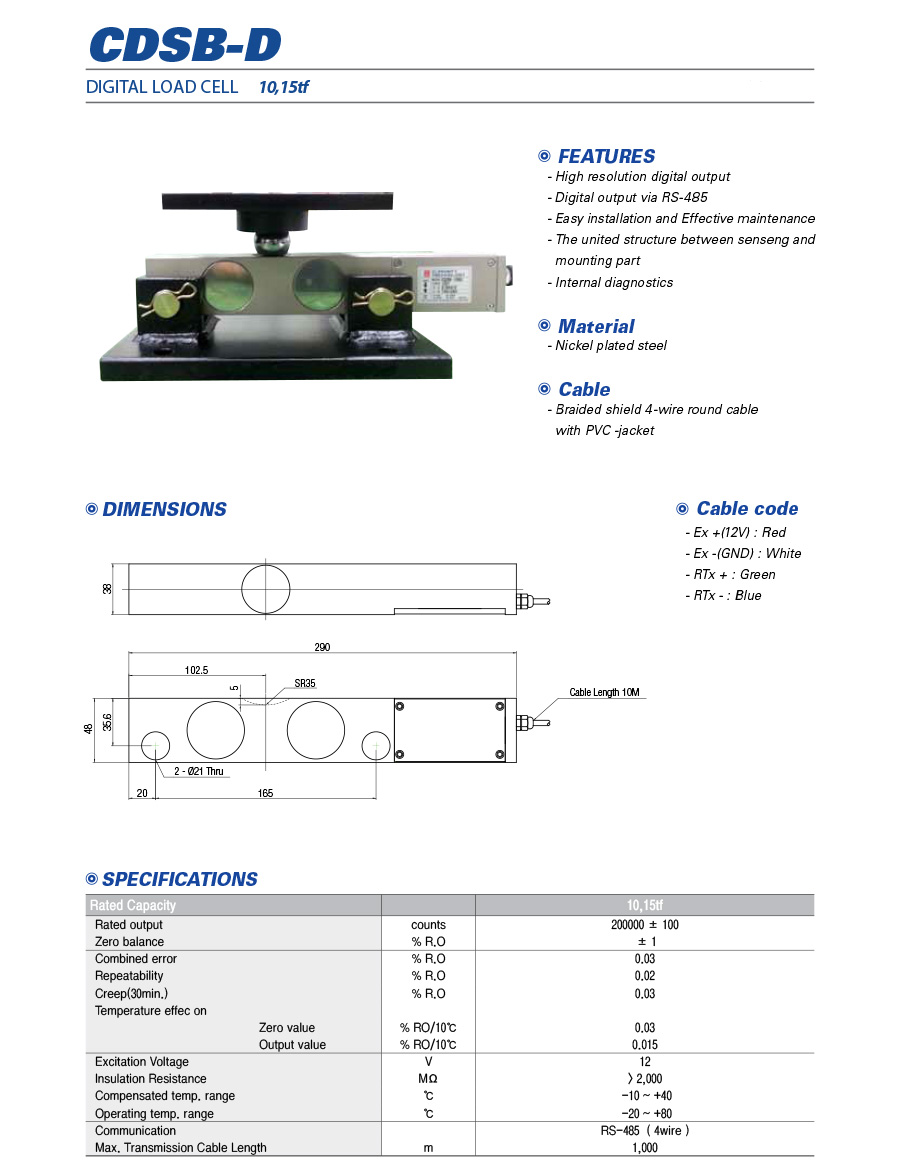 CDSB-D
DIGITAL LOAD CELL 10,15tf
FEATURES
- High resolution digital output
- Digital output via RS-485
- Easy installation and Effective maintenance
- The united structure between senseng and
mounting part
- Internal diagnostics
Material
- Nickel plated steel
Cable
- Braided shield 4-wire round cable
with PVC -jacket
DIMENSIONS
Cable code
- Ex +(12V) : Red
- Ex -(GND) : White
- RTx + : Green
- RTx - : Blue
38
290
102.5
5
SR35
Cable Length 10M
48
35.6
2 - Ø21 Thru
20
165
SPECIFICATIONS
Rated Capacity 10,15tf
Rated output counts 200000 ± 100
Zero balance % R.O ± 1
Combined error % R.O 0.03
Repeatability % R.O 0.02
Creep(30min.) % R.O 0.03
Temperature effec on
Zero value % RO/10℃ 0.03
Output value % RO/10℃ 0.015
Excitation Voltage V 12
Insulation Resistance MΩ > 2,000
Compensated temp. range ℃ -10 ~ +40
Operating temp. range ℃ -20 ~ +80
Communication RS-485 ( 4wire )
Max. Transmission Cable Length m 1,000